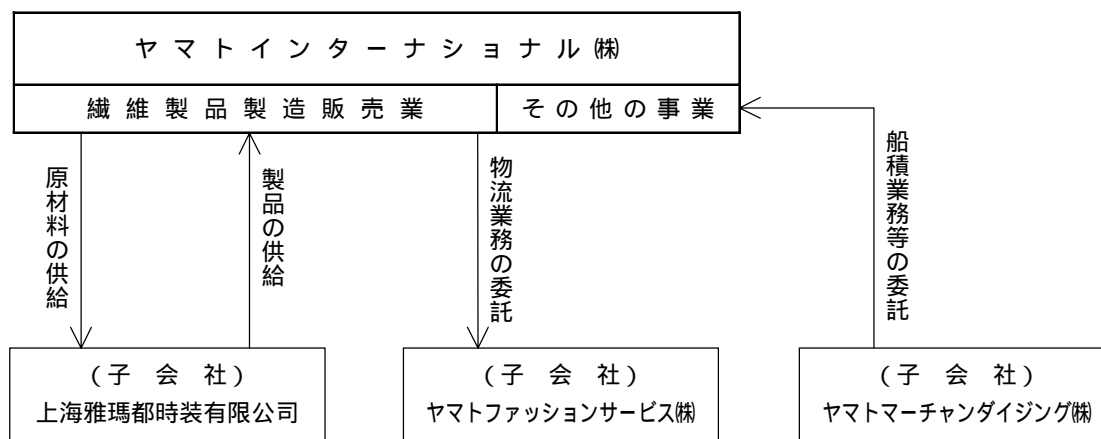 ヤマトインターナショナル㈱
繊維製品製造販売業
その他の事業
原材料の供給
製品の供給
物流業務の委託
船積業務等の委託
(子会社)
上海雅瑪都時装有限公司
(子会社)
ヤマトファッションサービス㈱
(子会社)
ヤマトマーチャンダイジング㈱